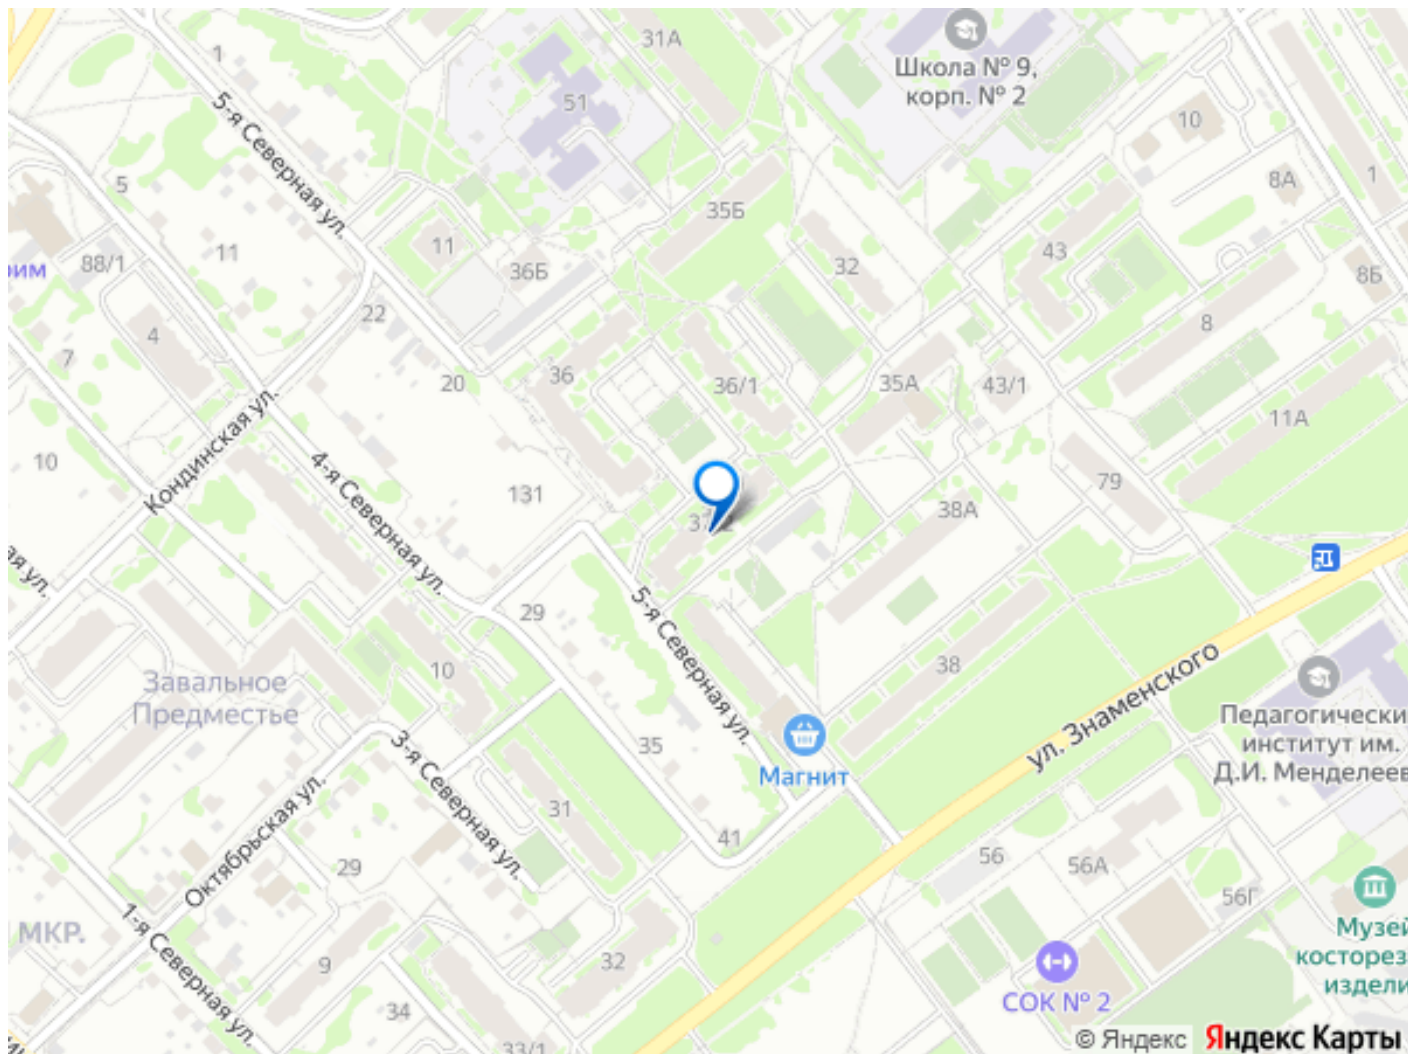 31А
Школа № 9,
корп. № 2
1
51
5-я Северная ул.
10
8А
1
5
35Б
11
11
36Б
32
43
88/1
8Б
22
8
4
7
20
36
36/1
35А
43/1
11А
Кондинская ул.
10
4-я Северная ул.
131
79
38А
29
5-я Северная ул.
10
38
ул. Знаменского
Завальное
Предместье
35
Магнит
Педагогически
институт им.
Д.И. Менделеев
3-я Северная ул.
31
41
Октябрьская ул.
29
56
56А
56Г
1-я Северная ул.
МКР.
9
32
34
33/1
СОК № 2
Музей
косторез
издели
© Яндекс
Яндекс Карты